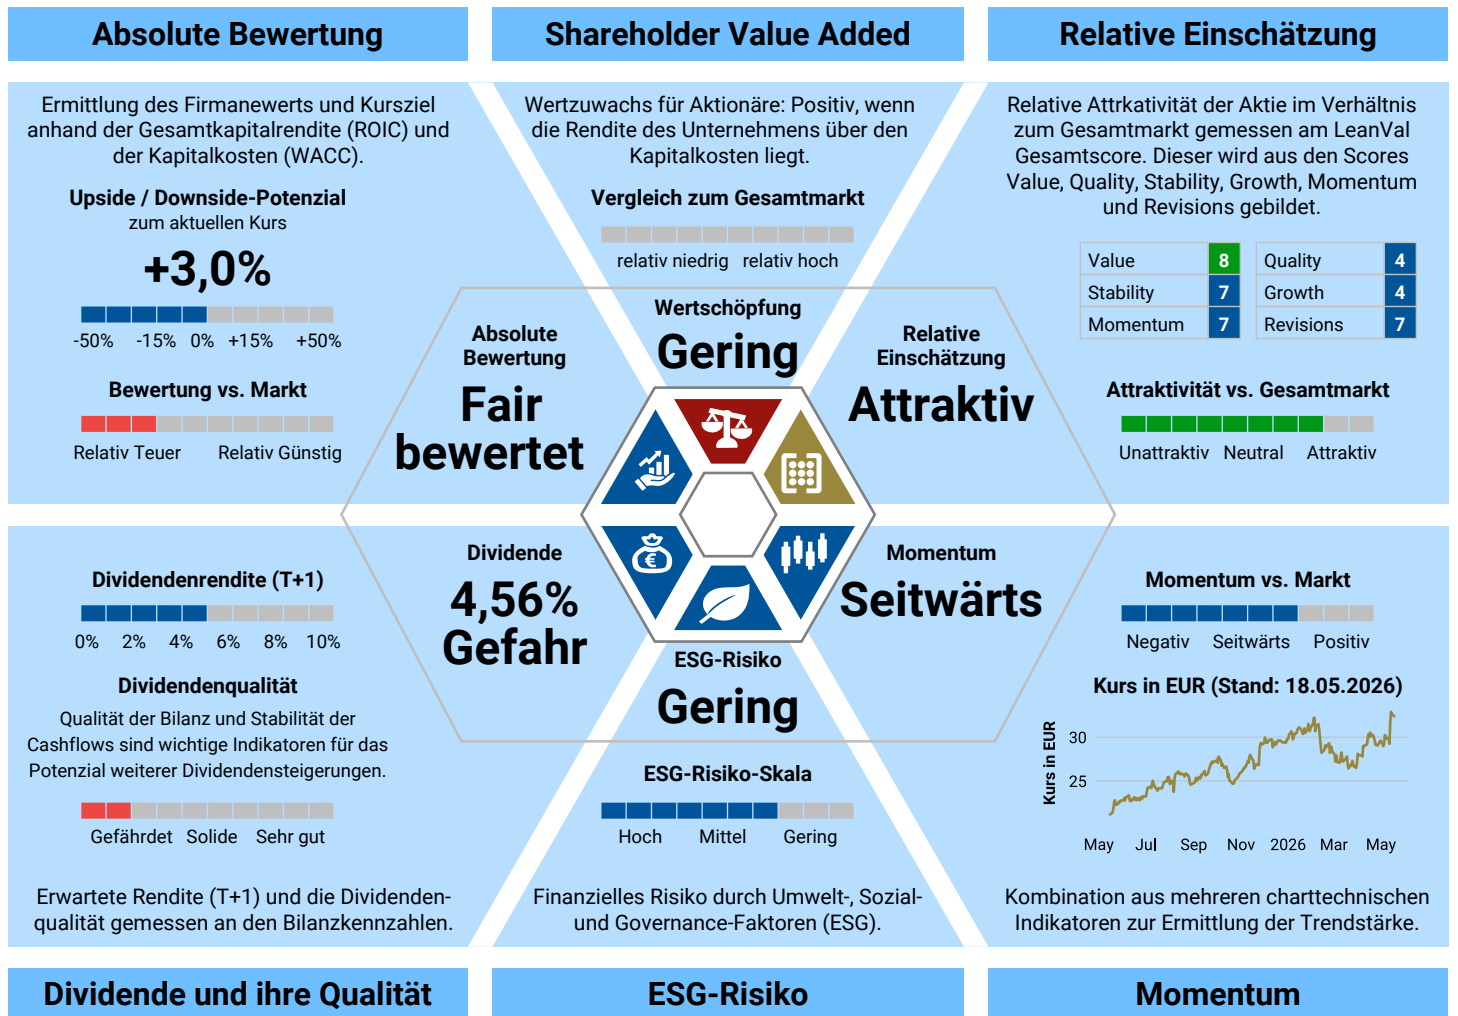 Absolute Bewertung
Shareholder Value Added
Relative Einschätzung
Ermittlung des Firmanewerts und Kursziel
anhand der Gesamtkapitalrendite (ROIC) und
der Kapitalkosten (WACC).
Upside / Downside-Potenzial
zum aktuellen Kurs
+3,0%
-50% -15% 0% +15% +50%
Bewertung vs. Markt
Relativ Teuer Relativ Günstig
Wertzuwachs für Aktionäre: Positiv, wenn
die Rendite des Unternehmens über den
Kapitalkosten liegt.
Vergleich zum Gesamtmarkt
relativ niedrig relativ hoch
Relative Attrkativität der Aktie im Verhältnis
zum Gesamtmarkt gemessen am LeanVal
Gesamtscore. Dieser wird aus den Scores
Value, Quality, Stability, Growth, Momentum
und Revisions gebildet.
Value 8 Quality 4
Stability 7 Growth 4
Momentum 7 Revisions 7
Attraktivität vs. Gesamtmarkt
Unattraktiv Neutral Attraktiv
Absolute
Bewertung
Fair
bewertet
Wertschöpfung
Gering
Relative
Einschätzung
Attraktiv
Dividende
4,56%
Gefahr
€
ESG-Risiko
Gering
Momentum
Seitwärts
Dividendenrendite (T+1)
0% 2% 4% 6% 8% 10%
Dividendenqualität
Qualität der Bilanz und Stabilität der
Cashflows sind wichtige Indikatoren für das
Potenzial weiterer Dividendensteigerungen.
Gefährdet Solide Sehr gut
Erwartete Rendite (T+1) und die Dividenden-
qualität gemessen an den Bilanzkennzahlen.
ESG-Risiko-Skala
Hoch Mittel Gering
Finanzielles Risiko durch Umwelt-, Sozial-
und Governance-Faktoren (ESG).
Momentum vs. Markt
Negativ Seitwärts Positiv
Kurs in EUR (Stand: 18.05.2026)
Kurs in EUR
30
25
May Jul Sep Nov 2026 Mar May
Kombination aus mehreren charttechnischen
Indikatoren zur Ermittlung der Trendstärke.
Dividende und ihre Qualität
ESG-Risiko
Momentum